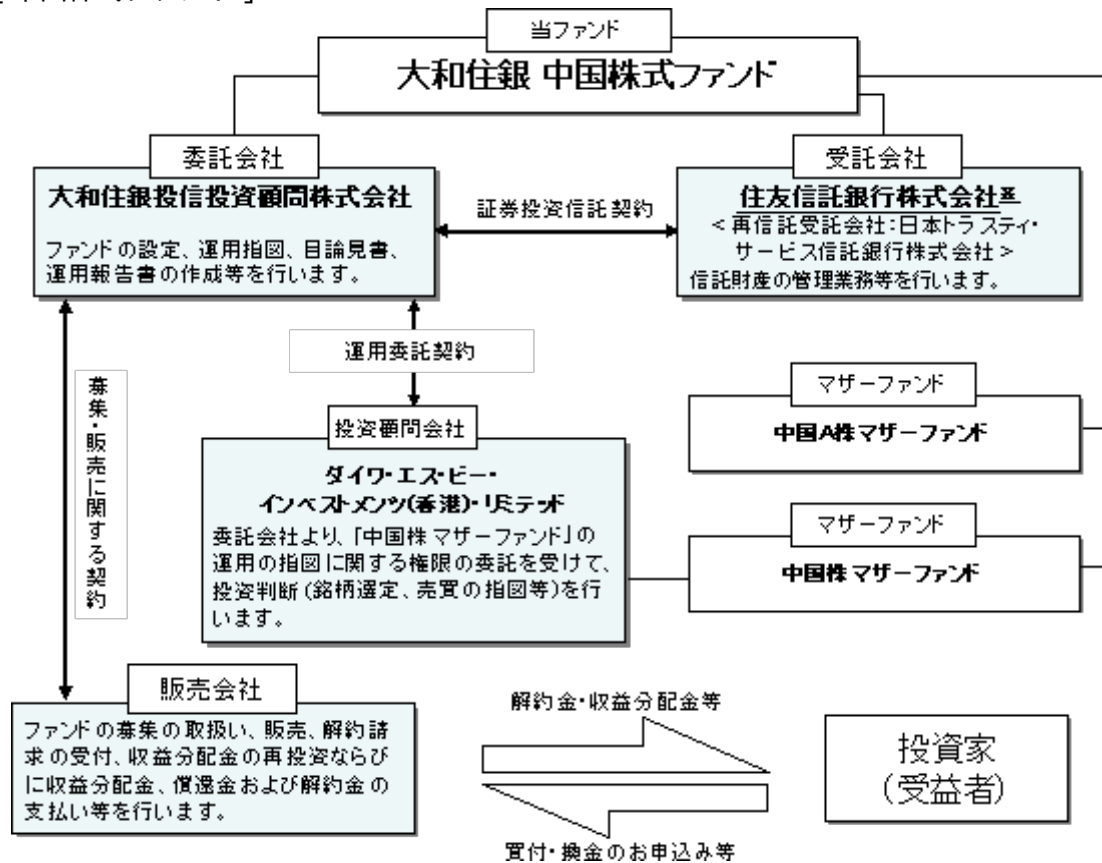 当ファンド
大和住銀 中国株式ファンド
委託会社
大和住銀投信投資顧問株式会社
ファンドの設定、運用指図、目論見書、
運用報告書の作成等を行います。
証券投資信託契約
受託会社
住友信託銀行株式会社※
<再信託受託会社:日本トラスティ・
サービス信託銀行株式会社>
信託財産の管理業務等を行います。
運用委託契約
募集・販売に関する契約
投資顧問会社
ダイワ・エス・ビー・
インベストメンツ(香港)・リミテッド
委託会社より、「中国株マザーファンド」の
運用の指図に関する権限の委託を受けて、
投資判断(銘柄選定、売買の指図等)を行
います。
マザーファンド
中国A株マザーファンド
マザーファンド
中国株マザーファンド
販売会社
ファンドの募集の取扱い、販売、解約請
求の受付、収益分配金の再投資ならび
に収益分配金、償還金および解約金の
支払い等を行います。
解約金・収益分配金等
買付・換金のお申込み等
投資家
(受益者)